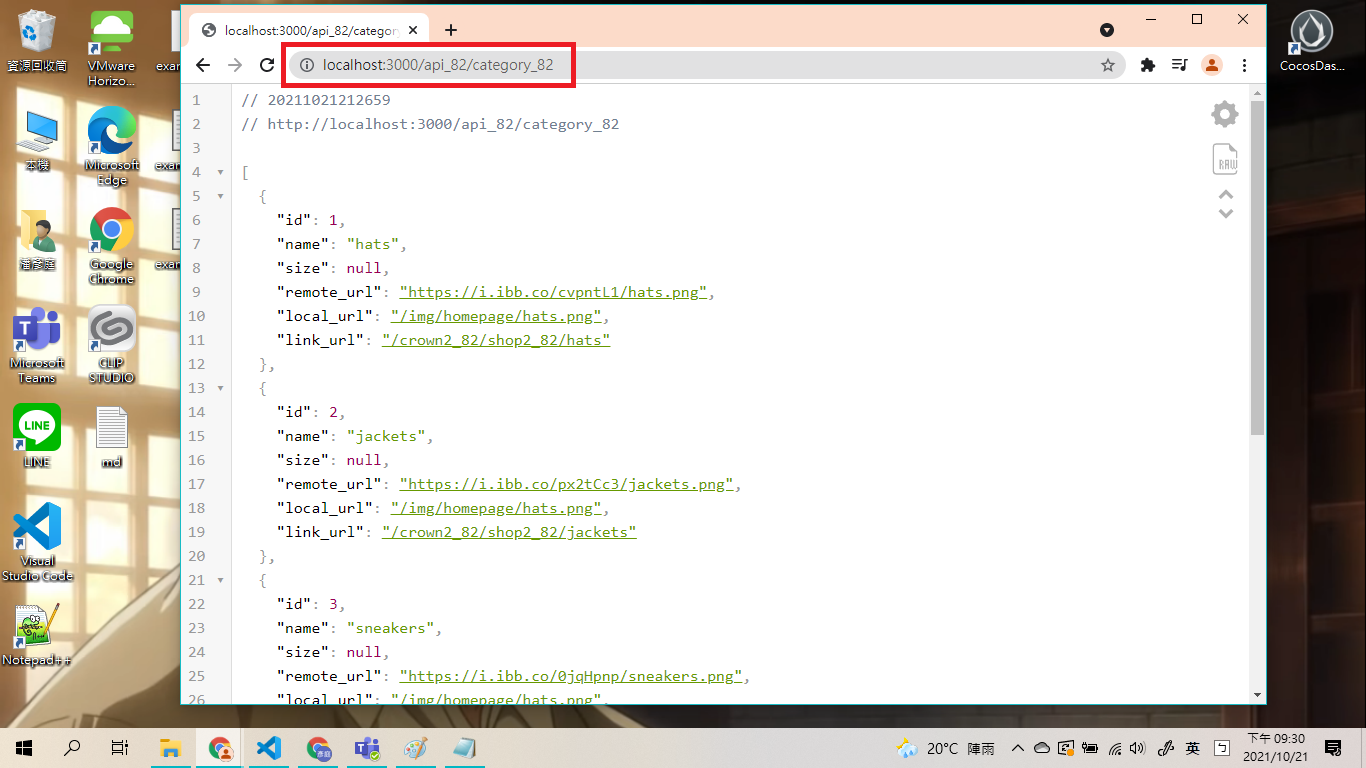 資源回收筒
VMware
Horizo...
exam
本機
Microsoft
Edge
exam
潘彥庭
Google
Chrome
exam
Microsoft
Teams
CLIP
STUDIO
LINE
md
Visual
Studio Code
Notepad++
CocosDas...
localhost:3000/api_82/category
localhost:3000/api_82/category_82
RAW
1 // 20211021212659
2 // http://localhost:3000/api_82/category_82
3
4 [
5 {
6 "id": 1,
7 "name": "hats",
8 "size": null,
9 "remote_url": "https://i.ibb.co/cvpntL1/hats.png",
10 "local_url": "/img/homepage/hats.png",
11 "link_url": "/crown2_82/shop2_82/hats"
12 },
13 {
14 "id": 2,
15 "name": "jackets",
16 "size": null,
17 "remote_url": "https://i.ibb.co/px2tCc3/jackets.png",
18 "local_url": "/img/homepage/hats.png",
19 "link_url": "/crown2_82/shop2_82/jackets"
20 },
21 {
22 "id": 3,
23 "name": "sneakers",
24 "size": null,
25 "remote_url": "https://i.ibb.co/0jqHpnp/sneakers.png",
26 "local_url": "/img/homepage/hats.png",
20°C 陣雨
英
下午 09:30
2021/10/21